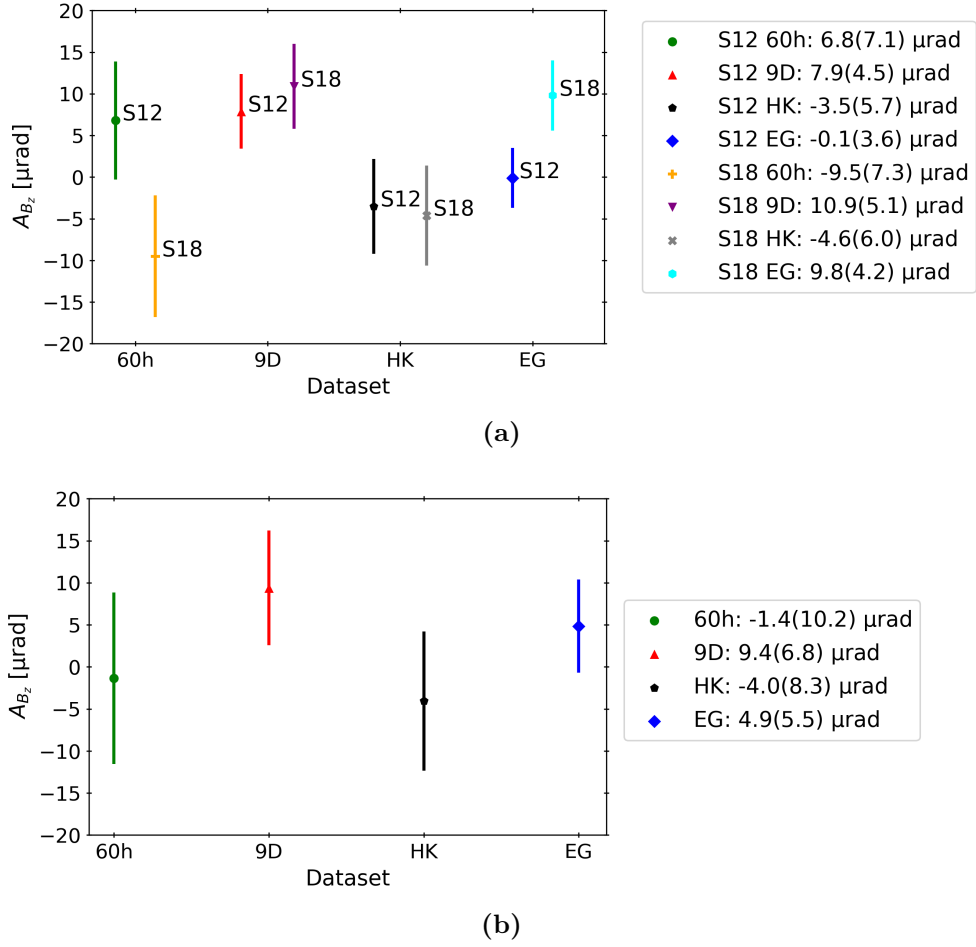 20
15
10
5
0
−5
−10
−15
−20
A_{B_z} [μrad]
S12
S18
S12
S18
S12
S18
S12
S18
60h
9D
HK
EG
Dataset
S12 60h: 6.8(7.1) μrad
S12 9D: 7.9(4.5) μrad
S12 HK: -3.5(5.7) μrad
S12 EG: -0.1(3.6) μrad
S18 60h: -9.5(7.3) μrad
S18 9D: 10.9(5.1) μrad
S18 HK: -4.6(6.0) μrad
S18 EG: 9.8(4.2) μrad
(a)
20
15
10
5
0
−5
−10
−15
−20
A_{B_z} [μrad]
60h
9D
HK
EG
Dataset
60h: -1.4(10.2) μrad
9D: 9.4(6.8) μrad
HK: -4.0(8.3) μrad
EG: 4.9(5.5) μrad
(b)